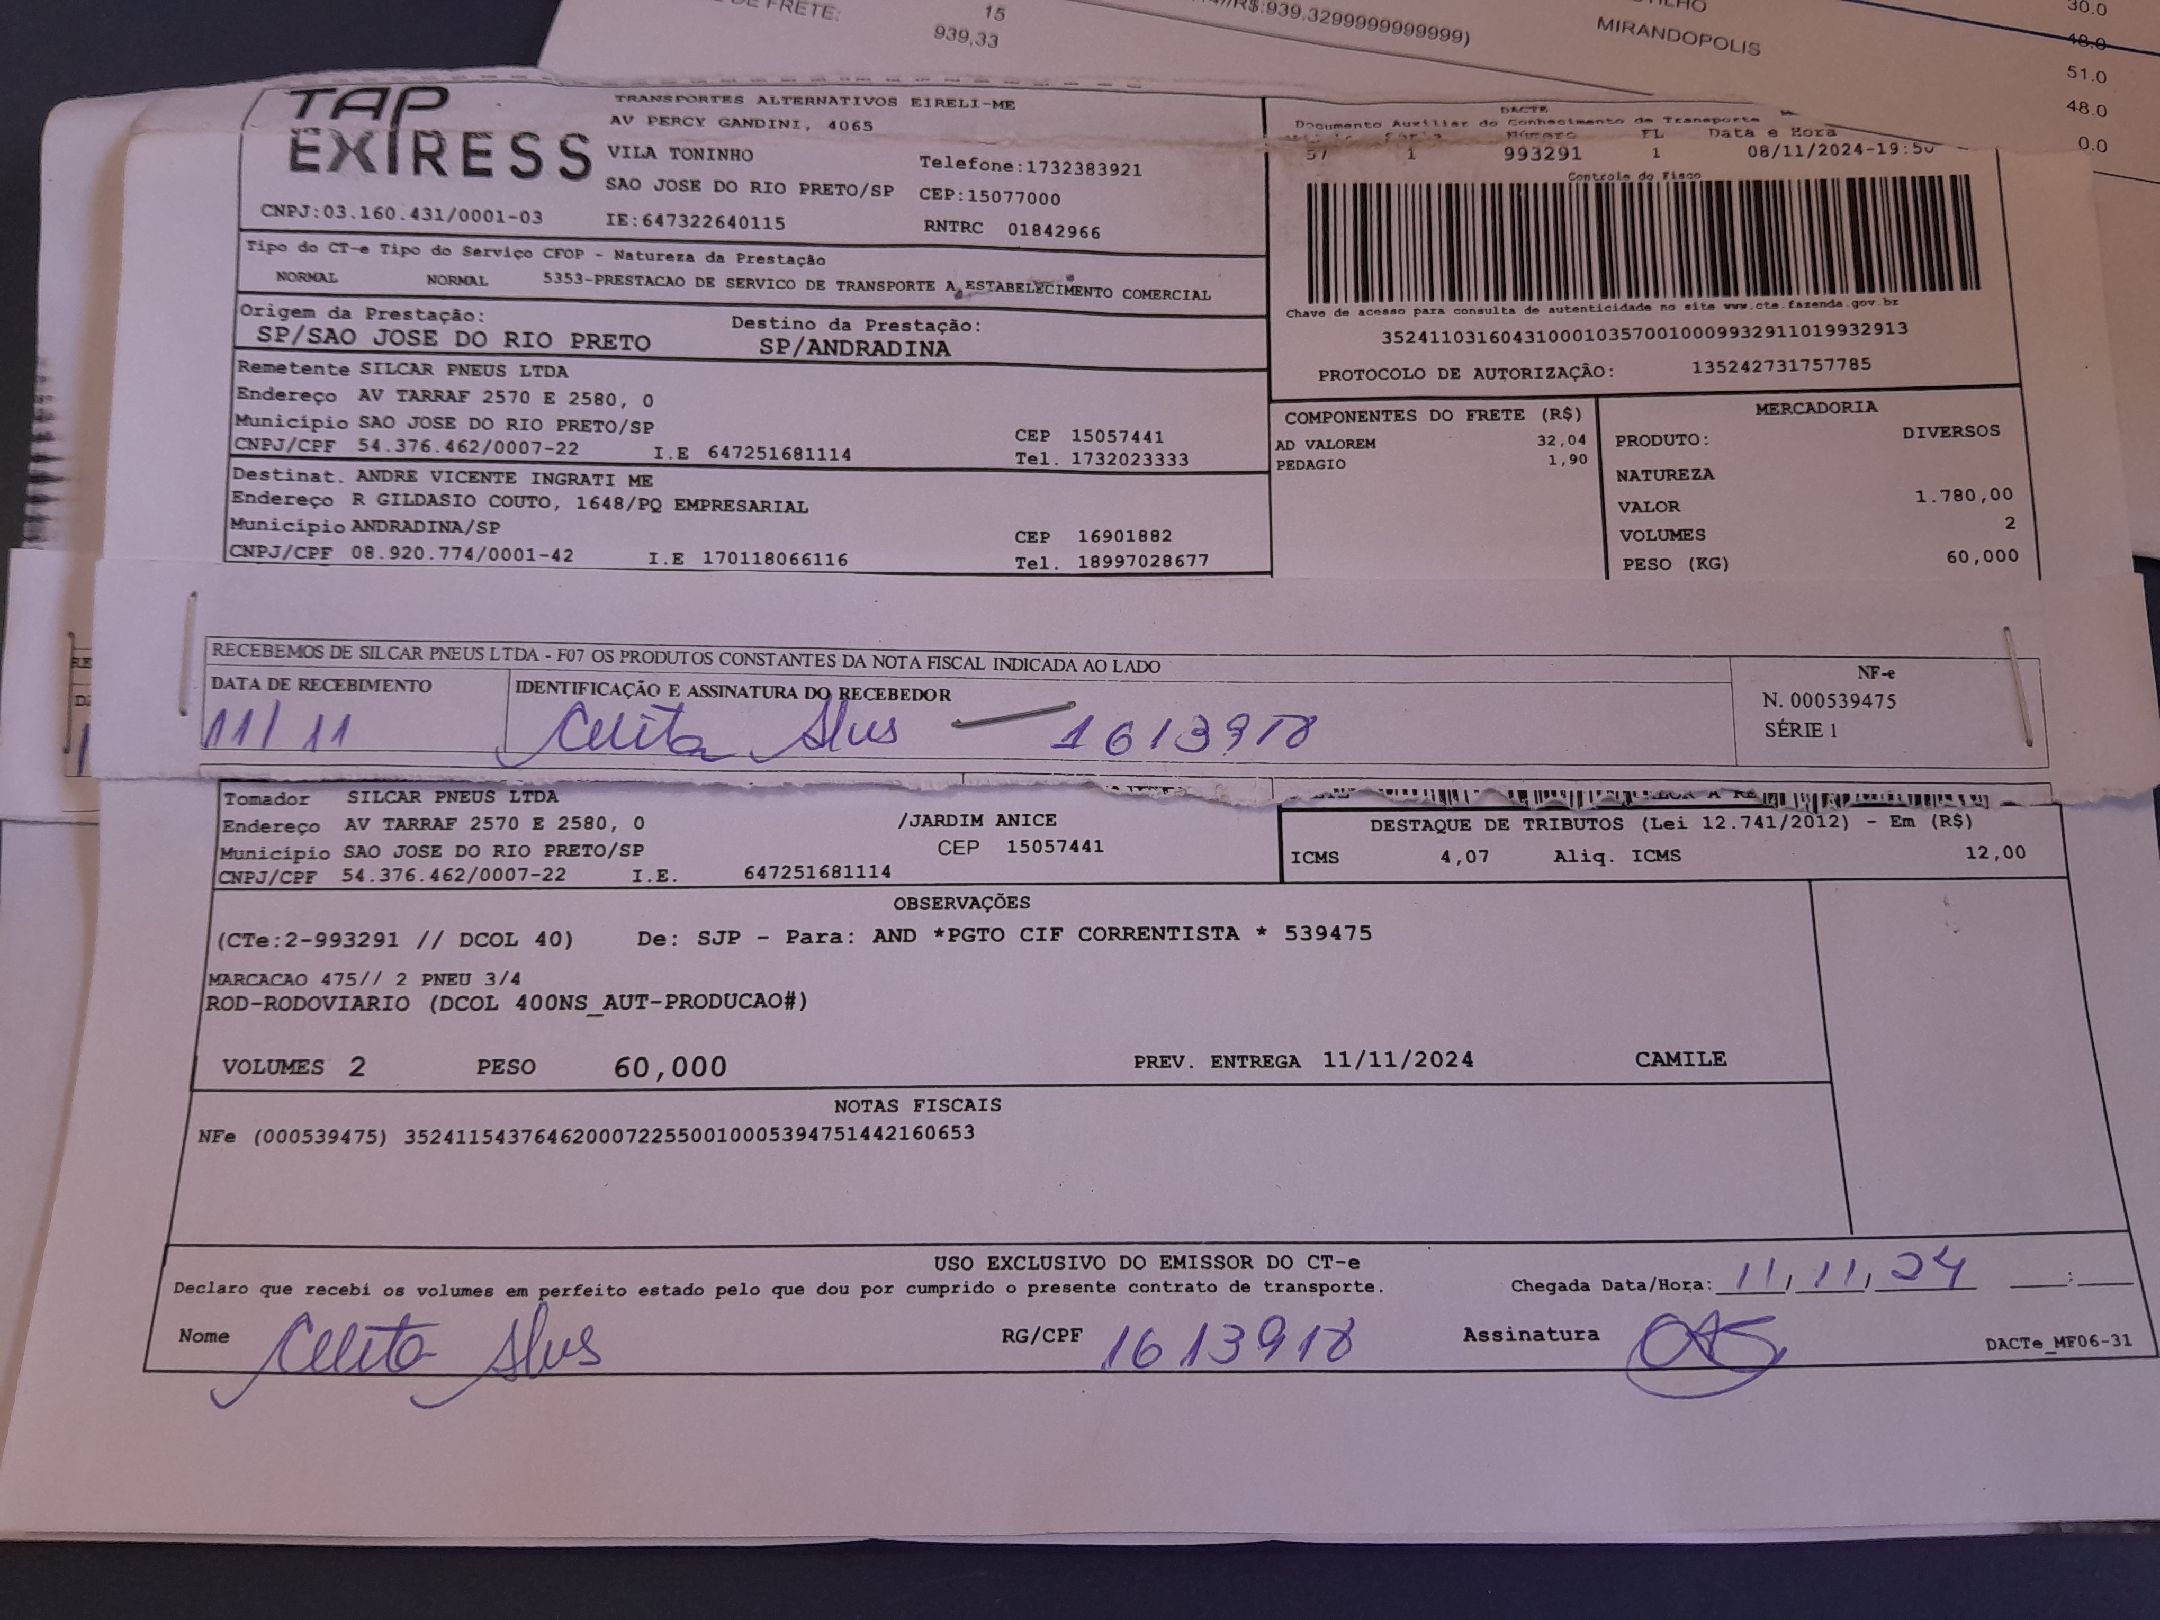 DE FRETE:
15
R$:939.3299999999999)
939,33
MIRANDOPOLIS
30.0
48.0
51.0
48.0
0.0
TAP
EXPRESS
TRANSPORTES ALTERNATIVOS EIRELI-ME
AV PERCY GANDINI, 4065
VILA TONINHO
Telefone:1732383921
SAO JOSE DO RIO PRETO/SP CEP:15077000
CNPJ:03.160.431/0001-03 IE:647322640115 RNTRC 01842966
DACTE
Documento Auxiliar do Conhecimento de Transporte
Número FL Data e Hora
57 1 993291 1 08/11/2024-19:50
Controle do Fisco
Chave de acesso para consulta de autenticidade no site www.cte.fazenda.gov.br
35241103160431000103570010009932911019932913
PROTOCOLO DE AUTORIZAÇÃO: 135242731757785
Tipo do CT-e Tipo do Serviço CFOP - Natureza da Prestação
NORMAL NORMAL 5353-PRESTACAO DE SERVICO DE TRANSPORTE A ESTABELECIMENTO COMERCIAL
Origem da Prestação: Destino da Prestação:
SP/SAO JOSE DO RIO PRETO SP/ANDRADINA
Remetente SILCAR PNEUS LTDA
Endereço AV TARRAF 2570 E 2580, 0
Município SAO JOSE DO RIO PRETO/SP CEP 15057441
CNPJ/CPF 54.376.462/0007-22 I.E 647251681114 Tel. 1732023333
Destinat. ANDRE VICENTE INGRATI ME
Endereço R GILDASIO COUTO, 1648/PQ EMPRESARIAL
Município ANDRADINA/SP CEP 16901882
CNPJ/CPF 08.920.774/0001-42 I.E 170118066116 Tel. 18997028677
COMPONENTES DO FRETE (R$)
AD VALOREM 32,04
PEDAGIO 1,90
MERCADORIA
PRODUTO: DIVERSOS
NATUREZA
VALOR 1.780,00
VOLUMES 2
PESO (KG) 60,000
RECEBEMOS DE SILCAR PNEUS LTDA - F07 OS PRODUTOS CONSTANTES DA NOTA FISCAL INDICADA AO LADO
DATA DE RECEBIMENTO
IDENTIFICAÇÃO E ASSINATURA DO RECEBEDOR
11/11
Celita Alves — 1613918
NF-e
N. 000539475
SÉRIE 1
Tomador SILCAR PNEUS LTDA
Endereço AV TARRAF 2570 E 2580, 0 /JARDIM ANICE
Município SAO JOSE DO RIO PRETO/SP CEP 15057441
CNPJ/CPF 54.376.462/0007-22 I.E. 647251681114
DESTAQUE DE TRIBUTOS (Lei 12.741/2012) - Em (R$)
ICMS 4,07 Aliq. ICMS 12,00
OBSERVAÇÕES
(CTe:2-993291 // DCOL 40) De: SJP - Para: AND *PGTO CIF CORRENTISTA * 539475
MARCACAO 475// 2 PNEU 3/4
ROD-RODOVIARIO (DCOL 400NS_AUT-PRODUCAO#)
VOLUMES 2 PESO 60,000 PREV. ENTREGA 11/11/2024 CAMILE
NOTAS FISCAIS
NFe (000539475) 35241154376462000722550010005394751442160653
USO EXCLUSIVO DO EMISSOR DO CT-e
Declaro que recebi os volumes em perfeito estado pelo que dou por cumprido o presente contrato de transporte. Chegada Data/Hora: 11/11/24 :
Nome Celita Alves RG/CPF 1613918 Assinatura DACTe_MF06-31